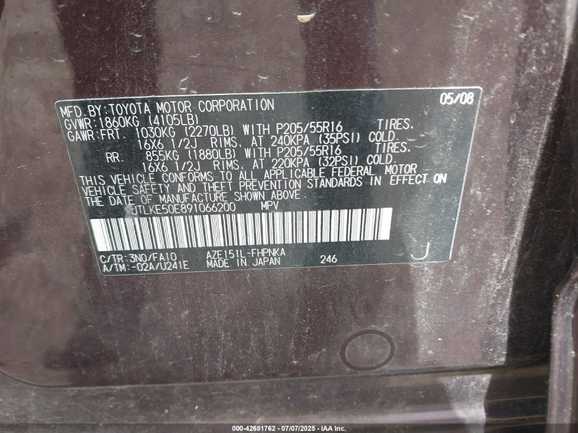 MFD.BY:TOYOTA MOTOR CORPORATION 05/08
GVWR:1860KG (4105LB)
GAWR:FRT. 1030KG (2270LB) WITH P205/55R16 TIRES.
16X6 1/2J RIMS. AT 240KPA (35PSI) COLD.
RR. 855KG (1880LB) WITH P205/55R16 TIRES.
16X6 1/2J RIMS. AT 220KPA (32PSI) COLD.
THIS VEHICLE CONFORMS TO ALL APPLICABLE FEDERAL MOTOR
VEHICLE SAFETY AND THEFT PREVENTION STANDARDS IN EFFECT ON
THE DATE OF MANUFACTURE SHOWN ABOVE.
JTLKE50E891066200 MPV
C/TR:3N0/FA10 AZE151L-FHPNKA 246 J
A/TM:-02A/U241E MADE IN JAPAN
000-42681762 - 07/07/2025 - IAA Inc.